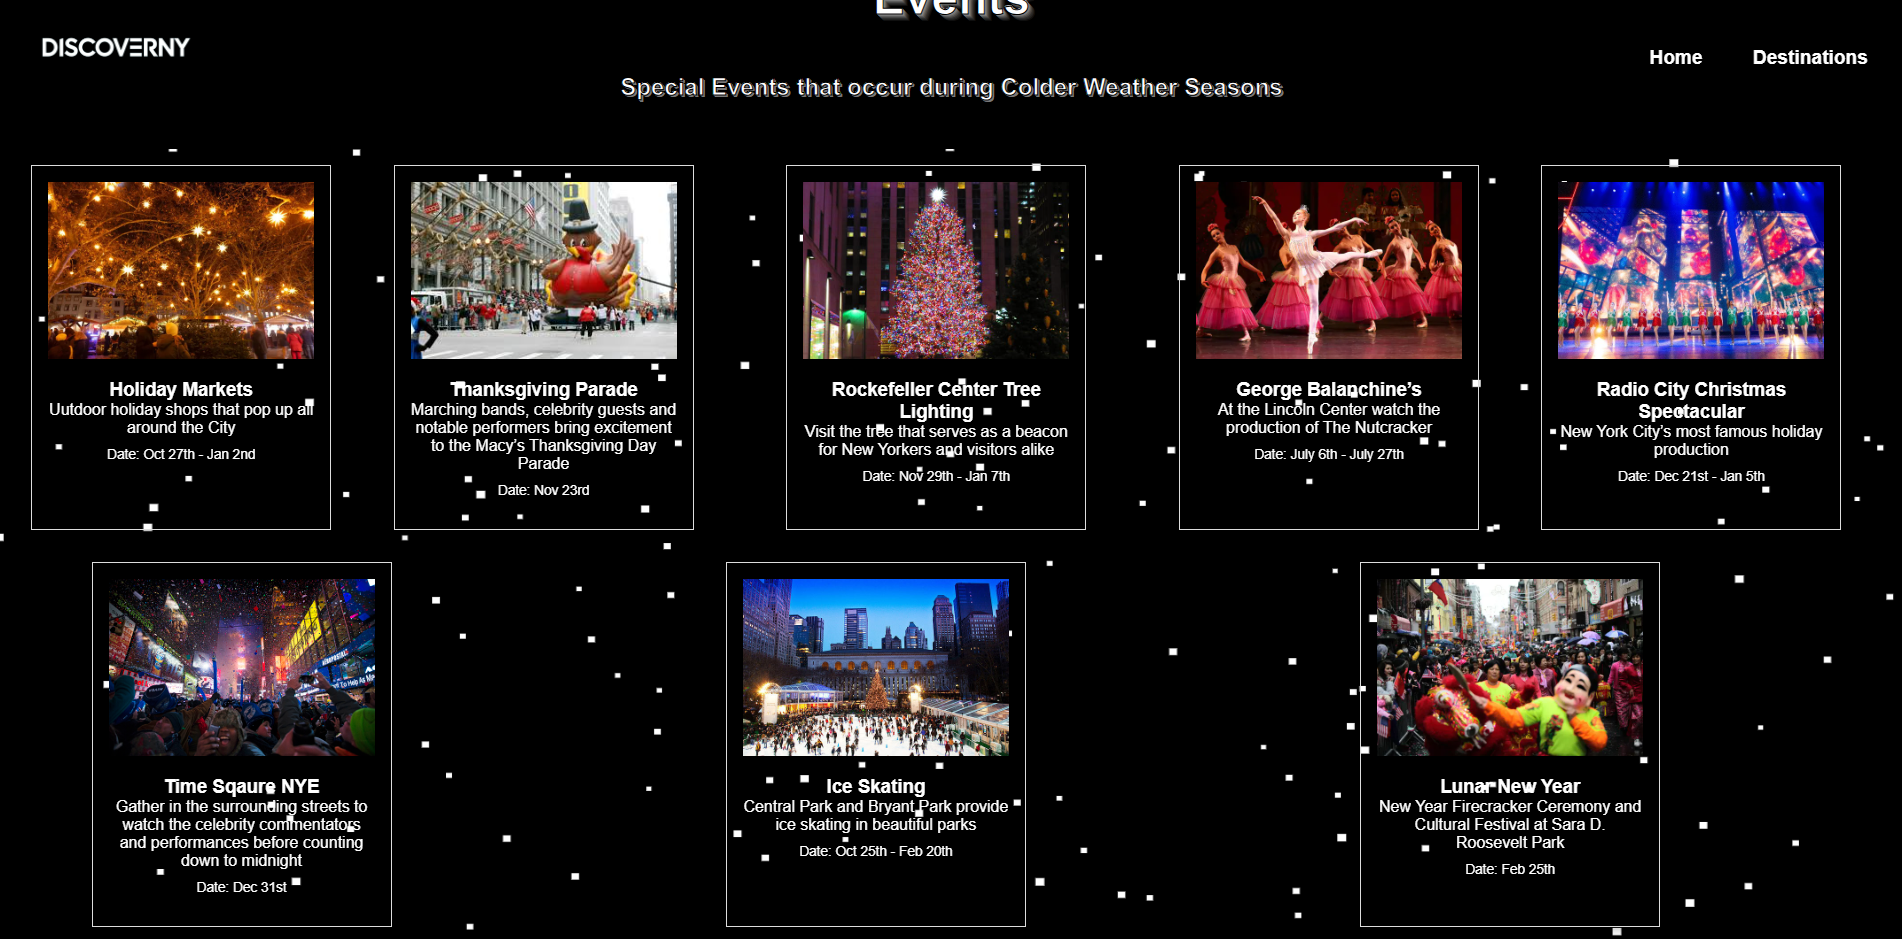 Events
DISCOVERNY
Home
Destinations
Special Events that occur during Colder Weather Seasons
Holiday Markets
Uutdoor holiday shops that pop up all
around the City
Date: Oct 27th - Jan 2nd
Thanksgiving Parade
Marching bands, celebrity guests and
notable performers bring excitement
to the Macy's Thanksgiving Day
Parade
Date: Nov 23rd
Rockefeller Center Tree
Lighting
Visit the tree that serves as a beacon
for New Yorkers and visitors alike
Date: Nov 29th - Jan 7th
George Balanchine's
At the Lincoln Center watch the
production of The Nutcracker
Date: July 6th - July 27th
Radio City Christmas
Spectacular
New York City's most famous holiday
production
Date: Dec 21st - Jan 5th
Time Sqaure NYE
Gather in the surrounding streets to
watch the celebrity commentators
and performances before counting
down to midnight
Date: Dec 31st
Ice Skating
Central Park and Bryant Park provide
ice skating in beautiful parks
Date: Oct 25th - Feb 20th
Lunar New Year
New Year Firecracker Ceremony and
Cultural Festival at Sara D.
Roosevelt Park
Date: Feb 25th